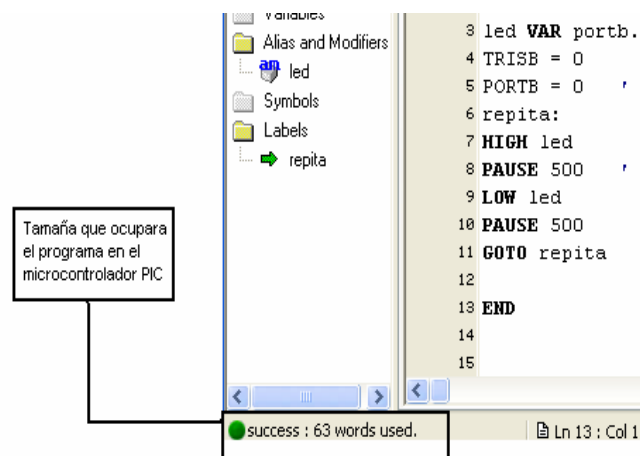 Variables
Alias and Modifiers
am
led
Symbols
Labels
repita
Tamaña que ocupara
el programa en el
microcontrolador PIC
3 led VAR portb.
4 TRISB = 0
5 PORTB = 0 '
6 repita:
7 HIGH led
8 PAUSE 500 '
9 LOW led
10 PAUSE 500
11 GOTO repita
12
13 END
14
15
success : 63 words used.
Ln 13 : Col 1